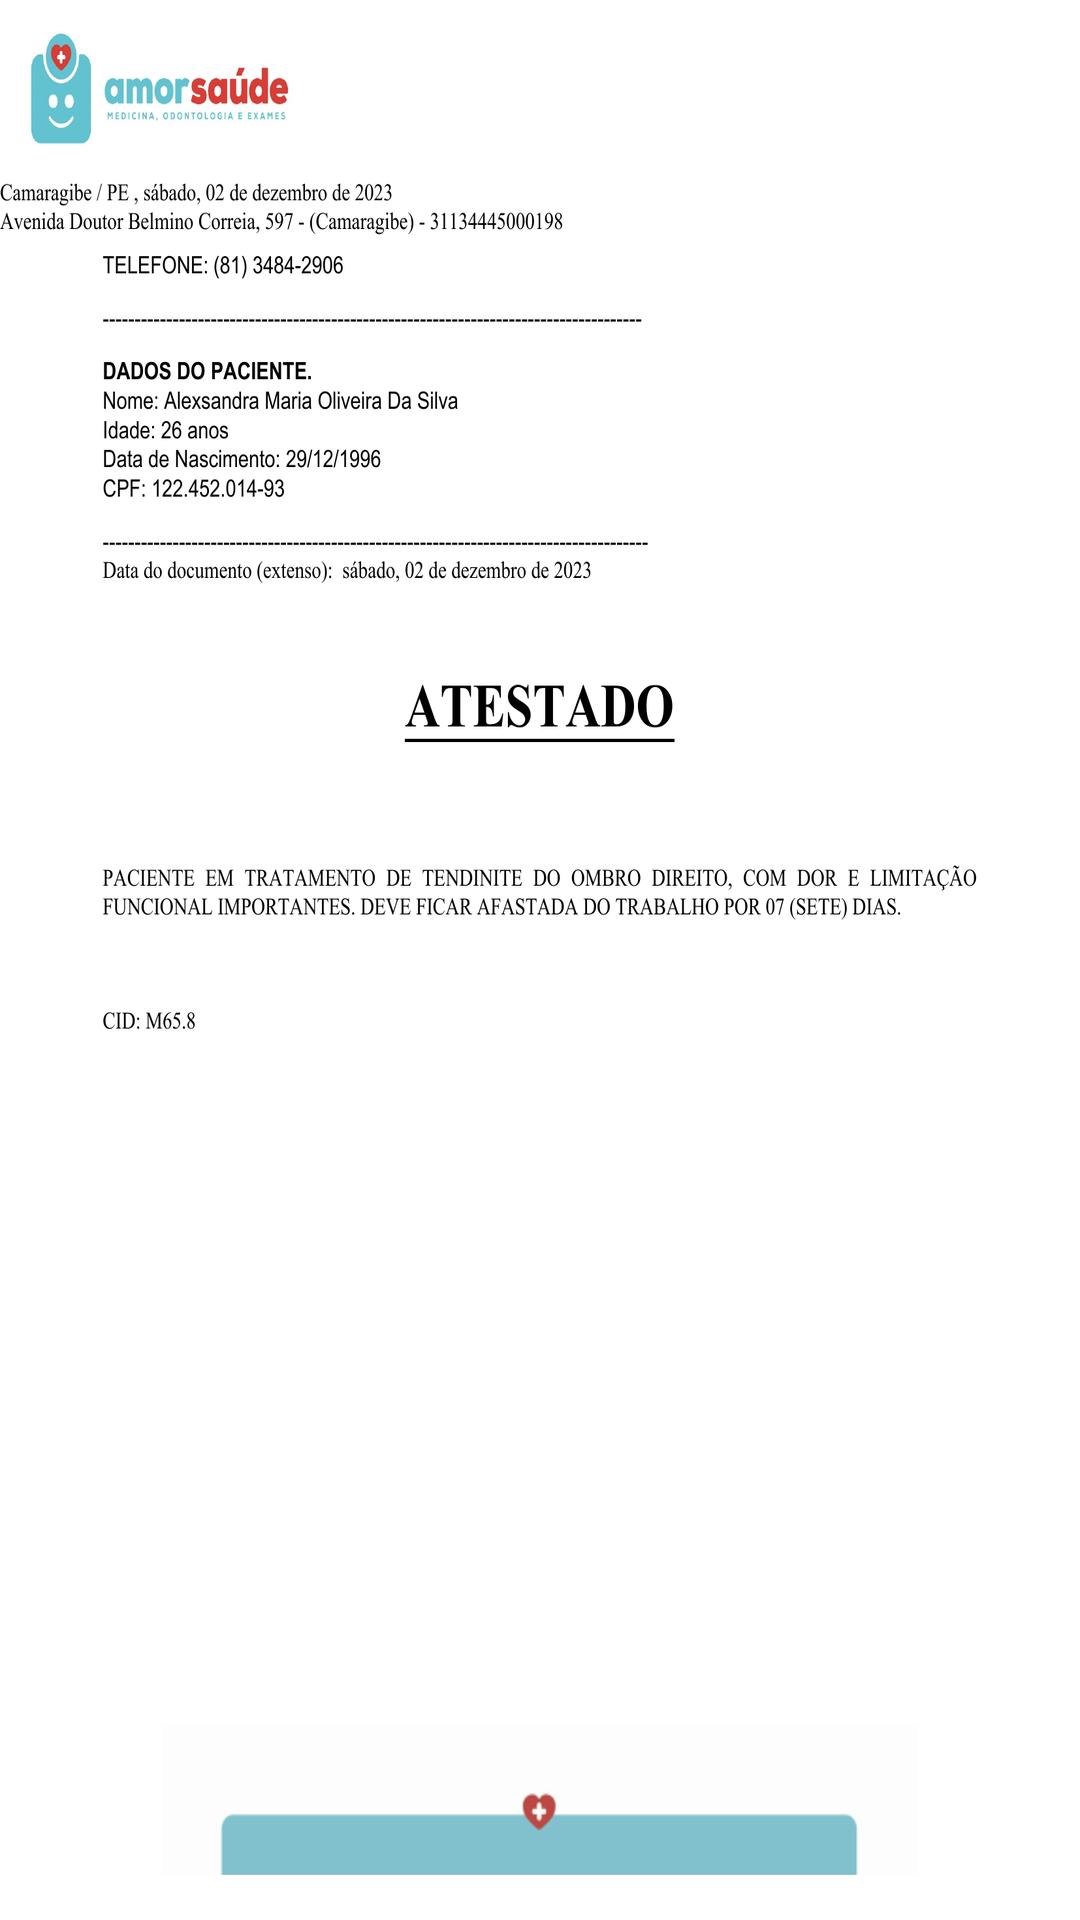 amorsaúde
MEDICINA, ODONTOLOGIA E EXAMES
Camaragibe / PE , sábado, 02 de dezembro de 2023
Avenida Doutor Belmino Correia, 597 - (Camaragibe) - 31134445000198
TELEFONE: (81) 3484-2906
-------------------------------------------------------------------------------------
DADOS DO PACIENTE.
Nome: Alexsandra Maria Oliveira Da Silva
Idade: 26 anos
Data de Nascimento: 29/12/1996
CPF: 122.452.014-93
--------------------------------------------------------------------------------------
Data do documento (extenso):  sábado, 02 de dezembro de 2023
ATESTADO
PACIENTE EM TRATAMENTO DE TENDINITE DO OMBRO DIREITO, COM DOR E LIMITAÇÃO
FUNCIONAL IMPORTANTES. DEVE FICAR AFASTADA DO TRABALHO POR 07 (SETE) DIAS.
CID: M65.8